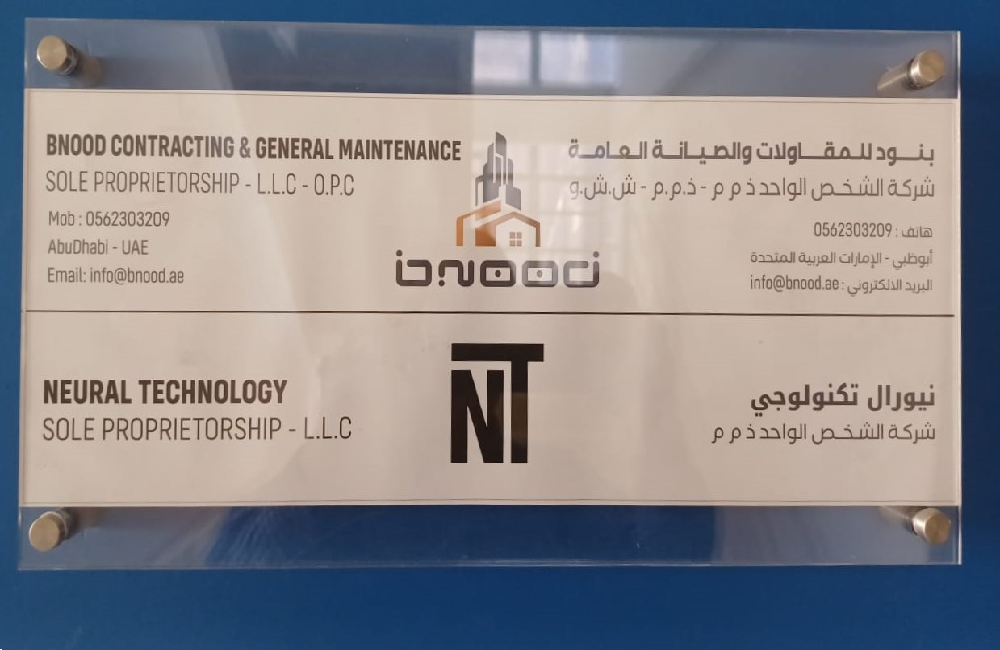 BNOOD CONTRACTING & GENERAL MAINTENANCE
SOLE PROPRIETORSHIP - L.L.C - O.P.C
Mob : 0562303209
AbuDhabi - UAE
Email: info@bnood.ae
bnood
بنود للمقاولات والصيانة العامة
شركة الشخص الواحد ذ م م - ذ.م.م - ش.ش.و
هاتف : 0562303209
أبوظبي - الإمارات العربية المتحدة
البريد الالكتروني : info@bnood.ae
NEURAL TECHNOLOGY
SOLE PROPRIETORSHIP - L.L.C
NT
نيورال تكنولوجي
شركة الشخص الواحد ذ م م